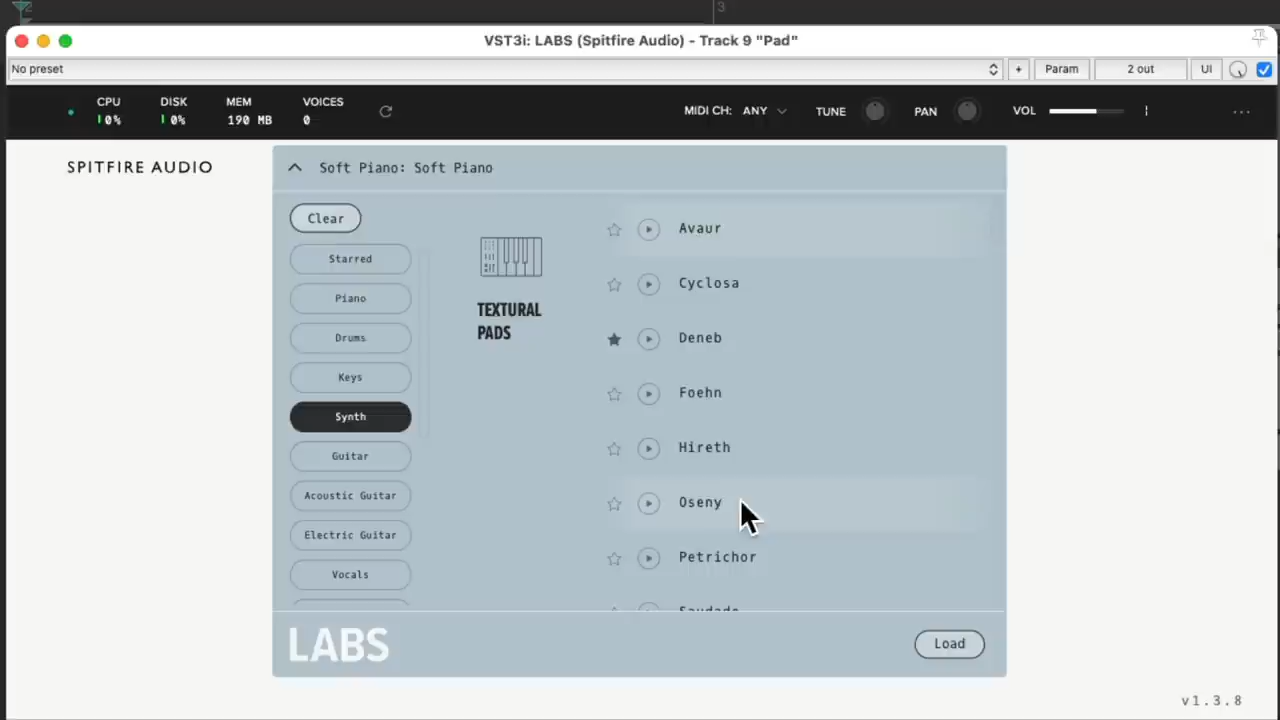 2
3
VST3i: LABS (Spitfire Audio) - Track 9 "Pad"
No preset
+
Param
2 out
UI
CPU
DISK
MEM
VOICES
0%
0%
190 MB
0
MIDI CH: ANY
TUNE
PAN
VOL
SPITFIRE AUDIO
Soft Piano: Soft Piano
Clear
Starred
Piano
Drums
Keys
Synth
Guitar
Acoustic Guitar
Electric Guitar
Vocals
TEXTURAL
PADS
Avaur
Cyclosa
Deneb
Foehn
Hireth
Oseny
Petrichor
Saudade
LABS
Load
v1.3.8